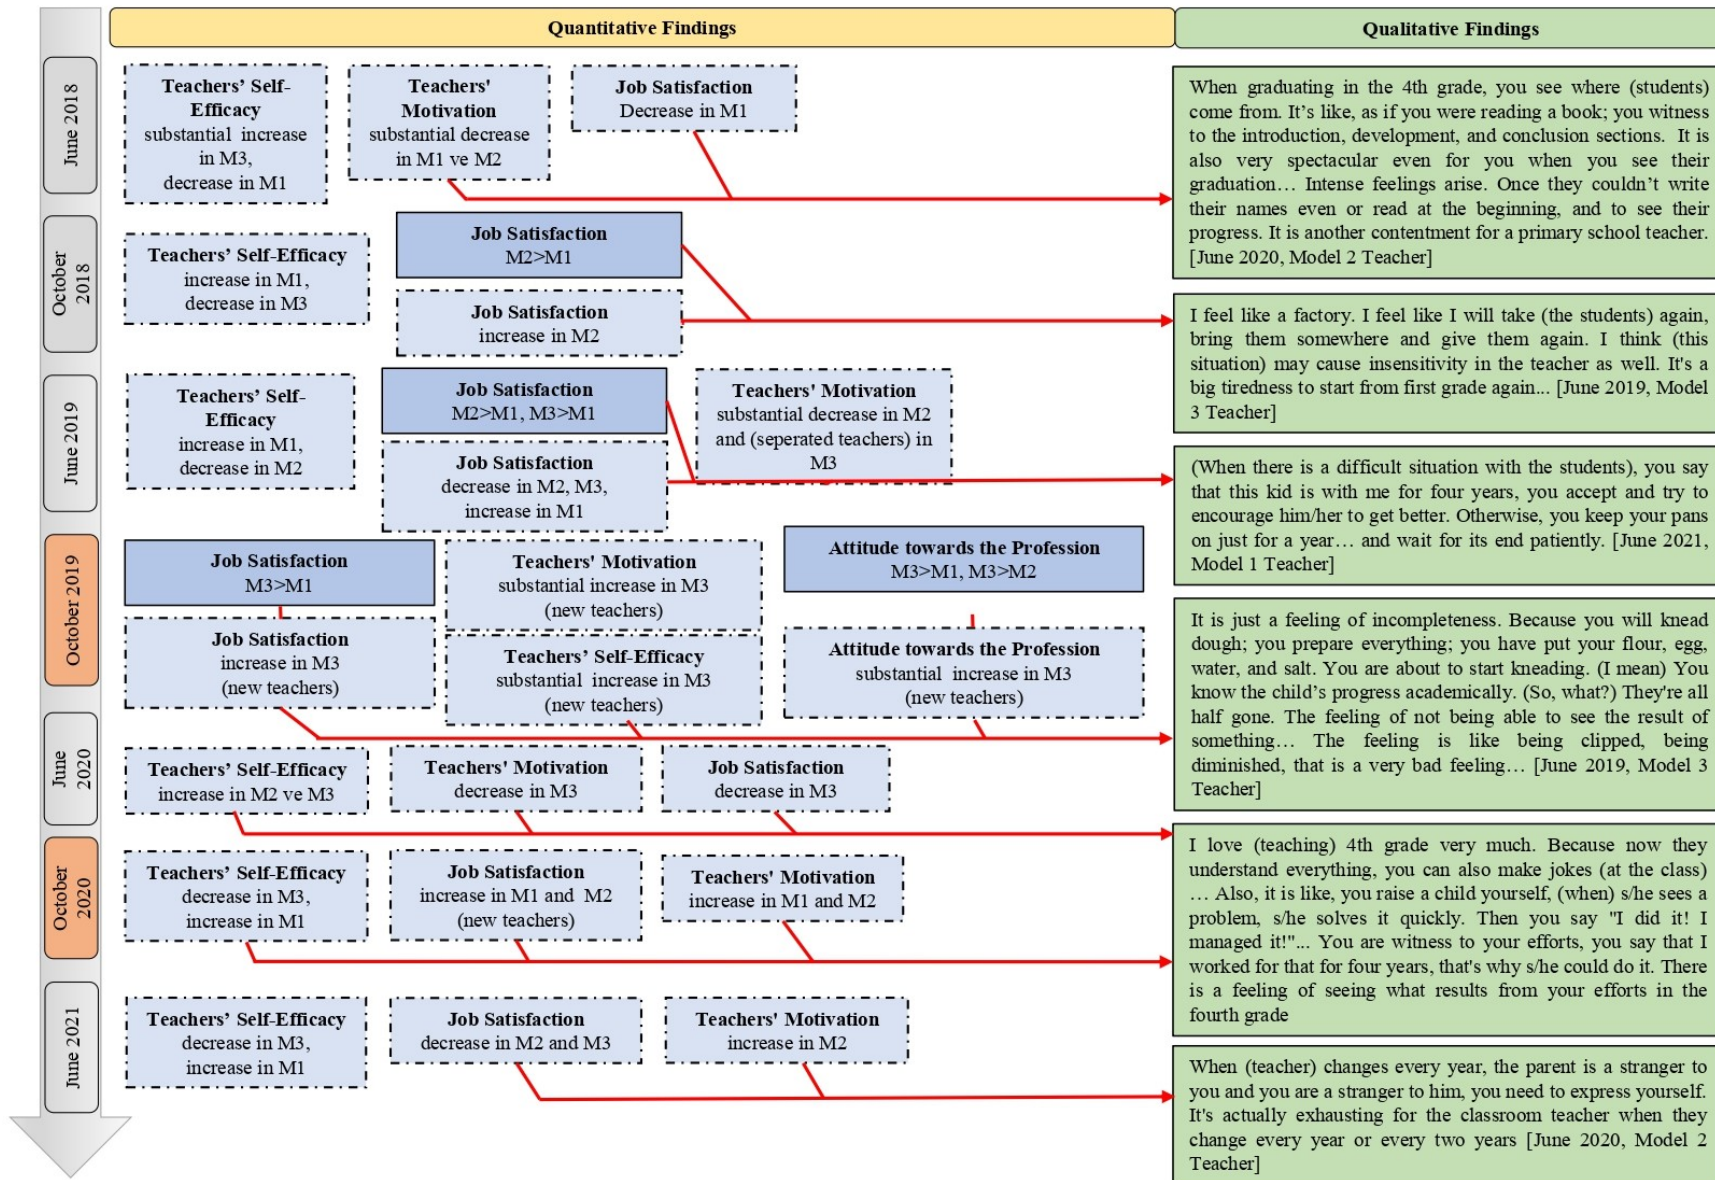 Quantitative Findings
Qualitative Findings
June 2018
Teachers’ Self-
Efficacy
substantial increase
in M3,
decrease in M1
Teachers'
Motivation
substantial decrease
in M1 ve M2
Job Satisfaction
Decrease in M1
When graduating in the 4th grade, you see where (students)
come from. It’s like, as if you were reading a book; you witness
to the introduction, development, and conclusion sections. It is
also very spectacular even for you when you see their
graduation… Intense feelings arise. Once they couldn’t write
their names even or read at the beginning, and to see their
progress. It is another contentment for a primary school teacher.
[June 2020, Model 2 Teacher]
October
2018
Teachers’ Self-Efficacy
increase in M1,
decrease in M3
Job Satisfaction
M2>M1
Job Satisfaction
increase in M2
I feel like a factory. I feel like I will take (the students) again,
bring them somewhere and give them again. I think (this
situation) may cause insensitivity in the teacher as well. It's a
big tiredness to start from first grade again... [June 2019, Model
3 Teacher]
June 2019
Teachers’ Self-
Efficacy
increase in M1,
decrease in M2
Job Satisfaction
M2>M1, M3>M1
Job Satisfaction
decrease in M2, M3,
increase in M1
Teachers' Motivation
substantial decrease in M2
and (seperated teachers) in
M3
(When there is a difficult situation with the students), you say
that this kid is with me for four years, you accept and try to
encourage him/her to get better. Otherwise, you keep your pans
on just for a year… and wait for its end patiently. [June 2021,
Model 1 Teacher]
October 2019
Job Satisfaction
M3>M1
Job Satisfaction
increase in M3
(new teachers)
Teachers' Motivation
substantial increase in M3
(new teachers)
Teachers’ Self-Efficacy
substantial increase in M3
(new teachers)
Attitude towards the Profession
M3>M1, M3>M2
Attitude towards the Profession
substantial increase in M3
(new teachers)
It is just a feeling of incompleteness. Because you will knead
dough; you prepare everything; you have put your flour, egg,
water, and salt. You are about to start kneading. (I mean) You
know the child’s progress academically. (So, what?) They're all
half gone. The feeling of not being able to see the result of
something… The feeling is like being clipped, being
diminished, that is a very bad feeling… [June 2019, Model 3
Teacher]
June
2020
Teachers’ Self-Efficacy
increase in M2 ve M3
Teachers' Motivation
decrease in M3
Job Satisfaction
decrease in M3
I love (teaching) 4th grade very much. Because now they
understand everything, you can also make jokes (at the class)
… Also, it is like, you raise a child yourself, (when) s/he sees a
problem, s/he solves it quickly. Then you say "I did it! I
managed it!"... You are witness to your efforts, you say that I
worked for that for four years, that's why s/he could do it. There
is a feeling of seeing what results from your efforts in the
fourth grade
October
2020
Teachers’ Self-Efficacy
decrease in M3,
increase in M1
Job Satisfaction
increase in M1 and M2
(new teachers)
Teachers' Motivation
increase in M1 and M2
June 2021
Teachers’ Self-Efficacy
decrease in M3,
increase in M1
Job Satisfaction
decrease in M2 and M3
Teachers' Motivation
increase in M2
When (teacher) changes every year, the parent is a stranger to
you and you are a stranger to him, you need to express yourself.
It's actually exhausting for the classroom teacher when they
change every year or every two years [June 2020, Model 2
Teacher]